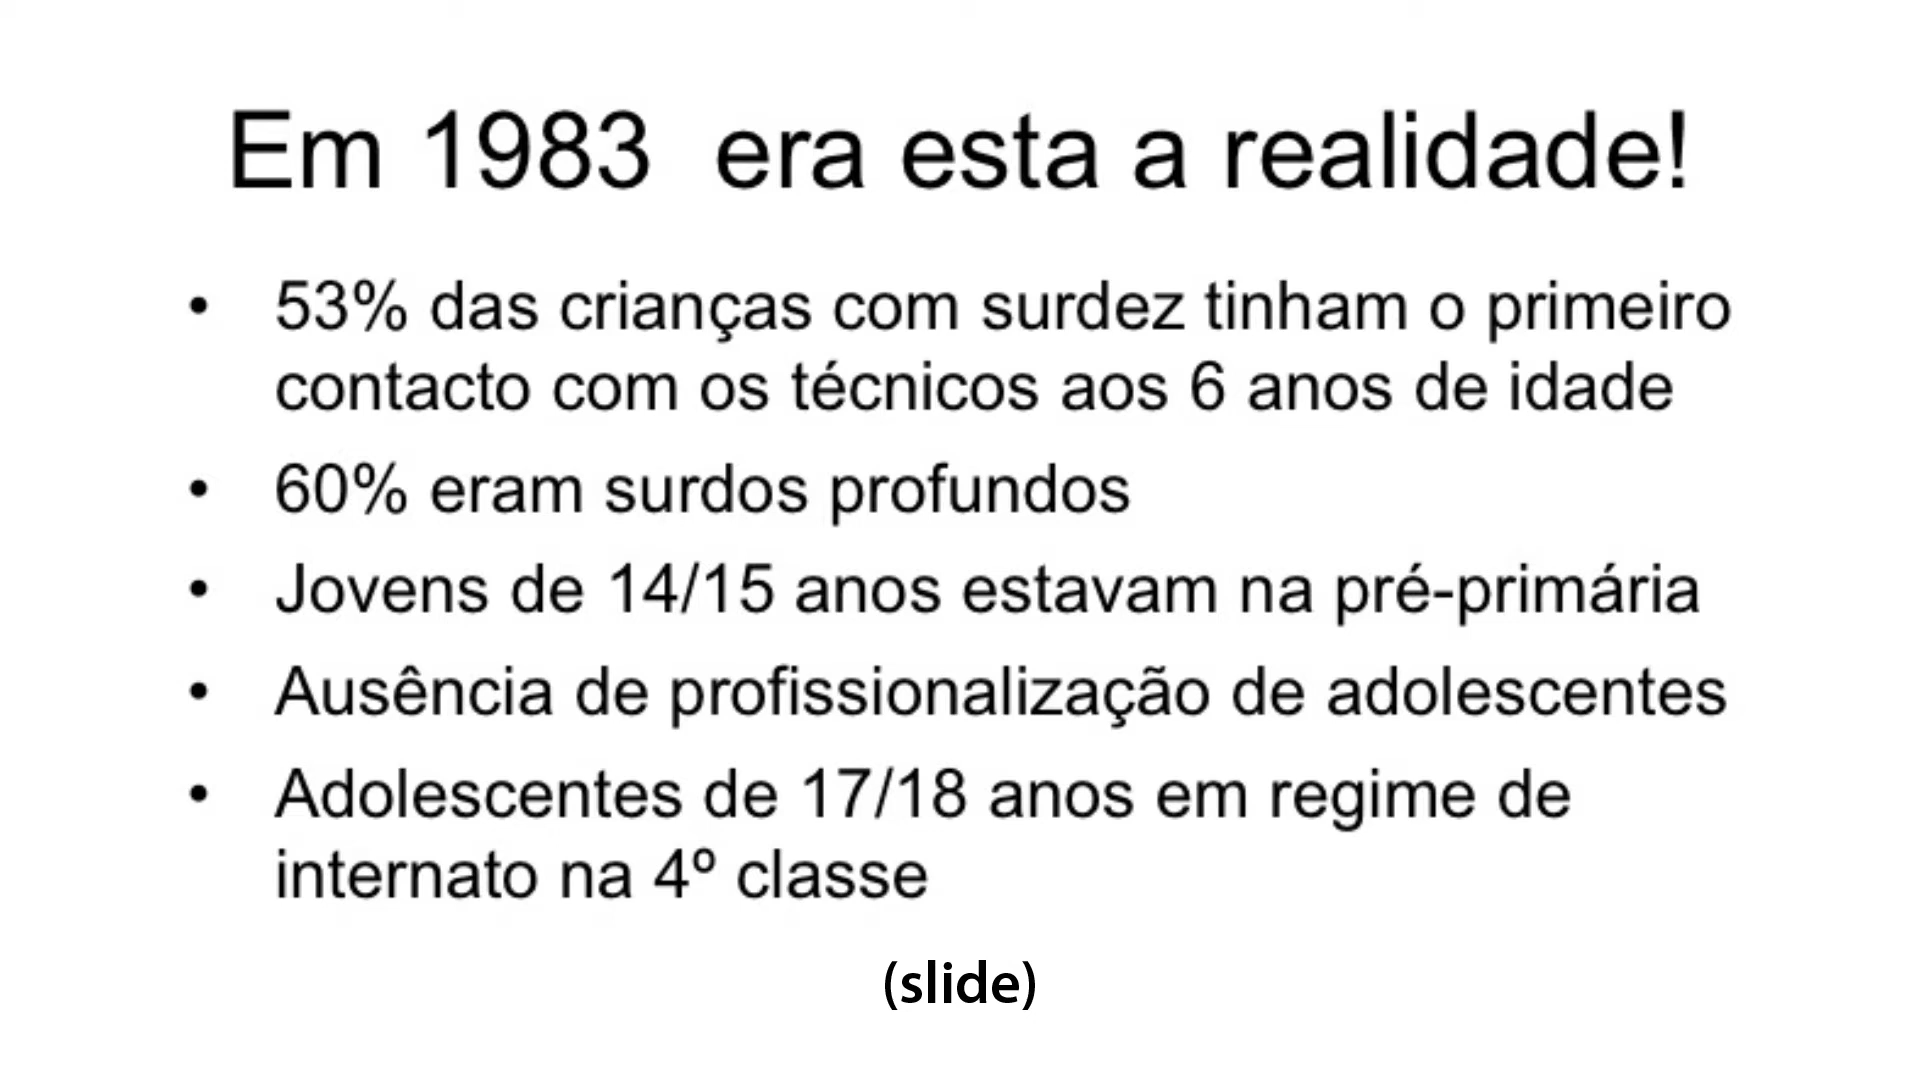 Em 1983  era esta a realidade!
• 53% das crianças com surdez tinham o primeiro
contacto com os técnicos aos 6 anos de idade
• 60% eram surdos profundos
• Jovens de 14/15 anos estavam na pré-primária
• Ausência de profissionalização de adolescentes
• Adolescentes de 17/18 anos em regime de
internato na 4º classe
(slide)